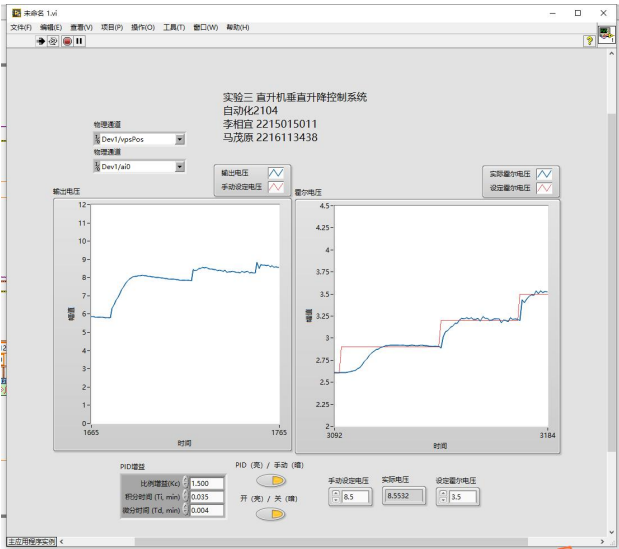 未命名 1.vi
文件(F) 编辑(E) 查看(V) 项目(P) 操作(O) 工具(T) 窗口(W) 帮助(H)
实验三 直升机垂直升降控制系统
自动化2104
李相宜 2215015011
马茂原 2216113438
物理通道
Dev1/vpsPos
物理通道
Dev1/ai0
输出电压
手动设定电压
实际霍尔电压
设定霍尔电压
输出电压
12
11
10
9
8
7
6
5
4
3
2
1
0
幅值
1665
1765
时间
霍尔电压
4.5
4.25
4
3.75
3.5
3.25
3
2.75
2.5
2.25
2
幅值
3092
3184
时间
PID增益
比例增益(Kc) 1.500
积分时间 (Ti, min) 0.035
微分时间 (Td, min) 0.004
PID (亮) / 手动 (暗)
开 (亮) / 关 (暗)
手动设定电压
8.5
实际电压
8.5532
设定霍尔电压
3.5
主应用程序实例